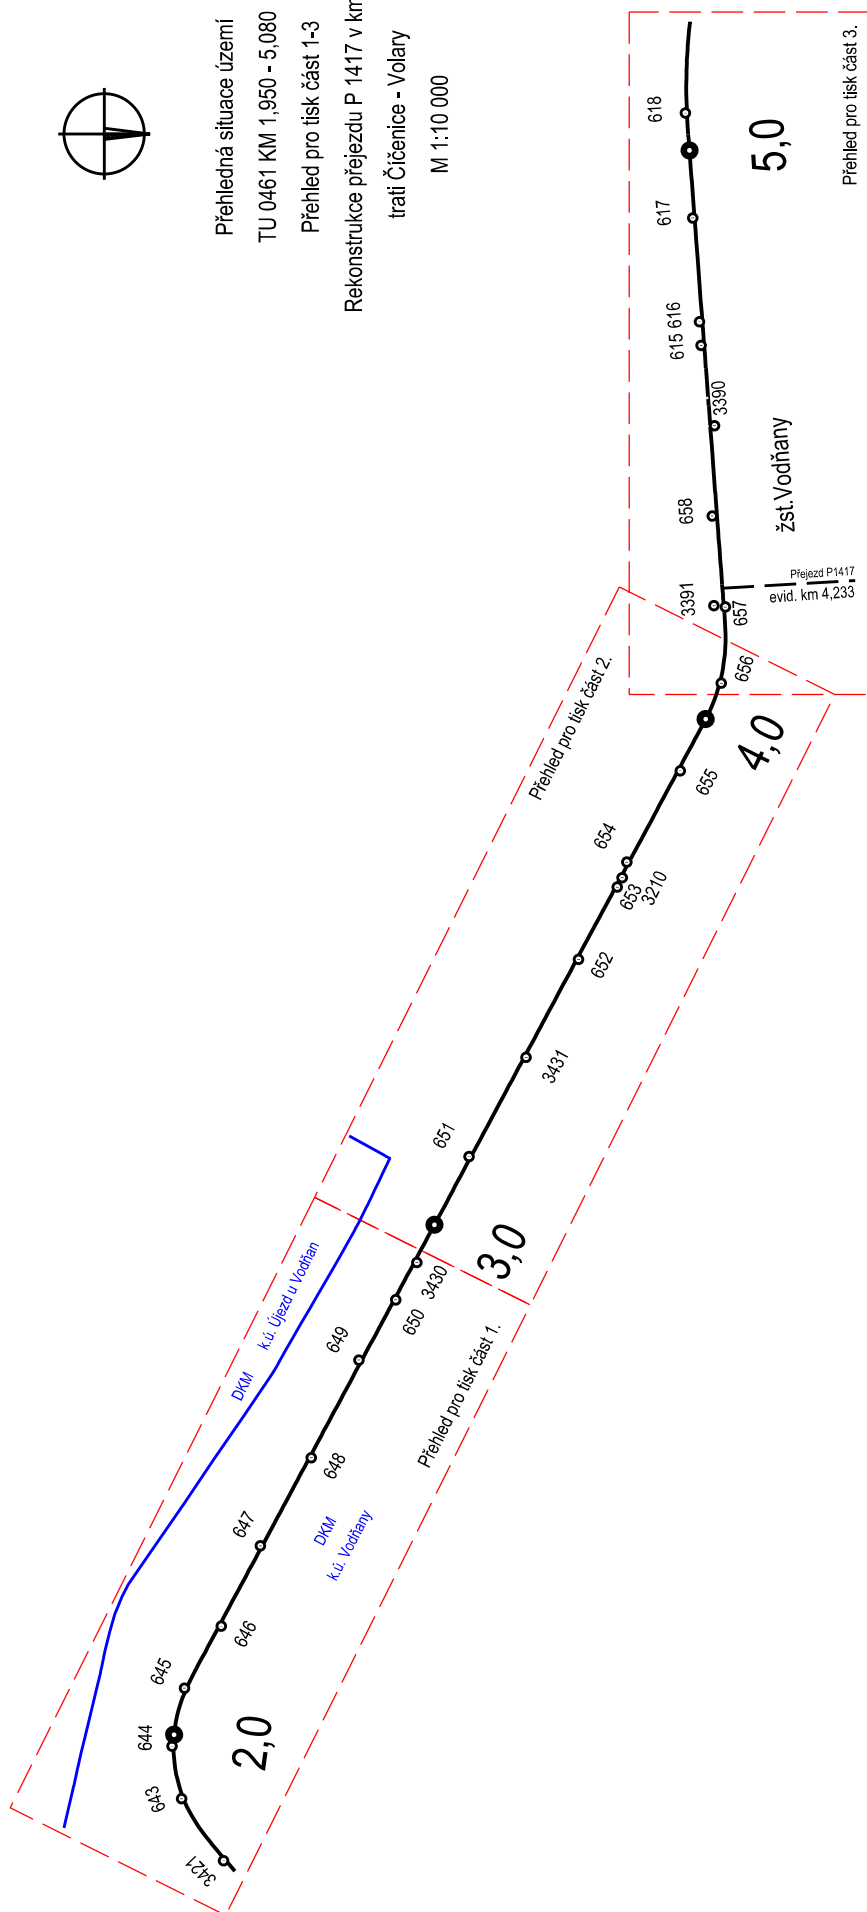 Přehledná situace území
TU 0461 KM 1,950 - 5,080
Přehled pro tisk část 1-3
Rekonstrukce přejezdu P 1417 v km
trati Číčenice - Volary
M 1:10 000
Přehled pro tisk část 3.
618
5,0
617
615 616
3390
žst.Vodňany
658
Přejezd P1417
evid. km 4,233
3391
657
656
Přehled pro tisk část 2.
4,0
655
654
653
3210
652
3431
651
3,0
3430
650
649
DKM
k.ú. Újezd u Vodňan
Přehled pro tisk část 1.
648
DKM
k.ú. Vodňany
647
646
645
644
2,0
643
3421